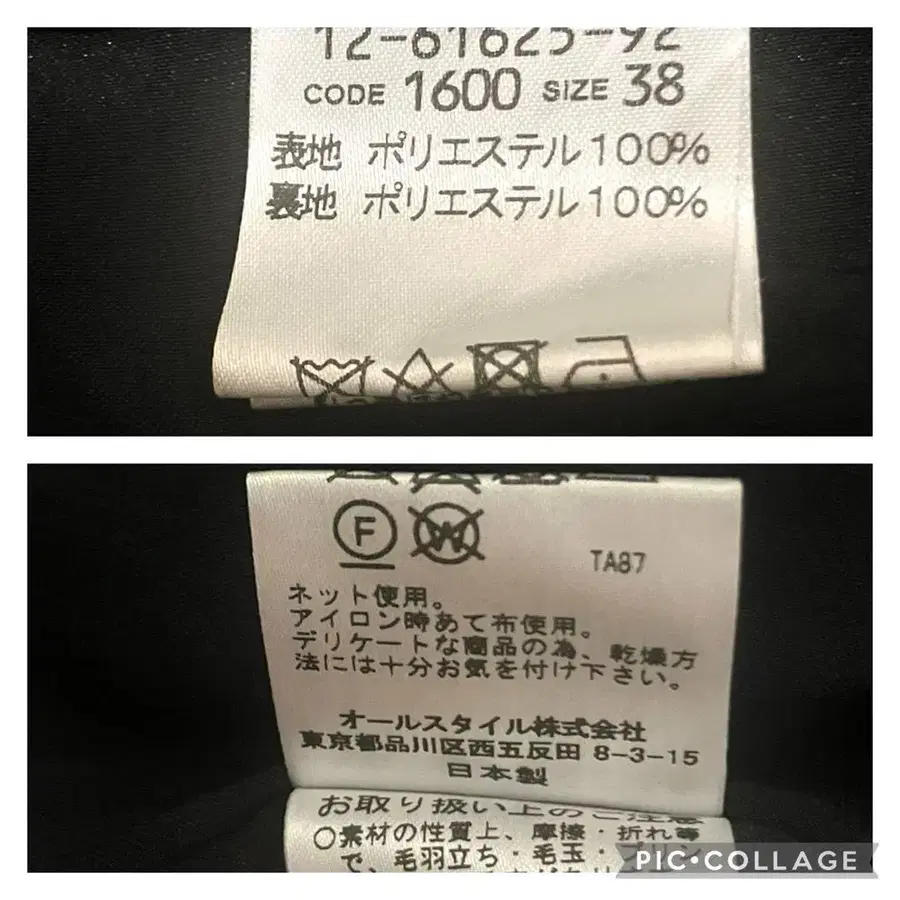 12-61625-92
CODE 1600 SIZE 38
表地 ポリエステル100%
裏地 ポリエステル100%
F W
TA87
ネット使用。
アイロン時あて布使用。
デリケートな商品の為、乾燥方
法には十分お気を付け下さい。
オールスタイル株式会社
東京都品川区西五反田 8-3-15
日本製
お取り扱い上のご注意
○素材の性質上、摩擦・折れ等
で、毛羽立ち・毛玉・プリン
PIC•COLLAGE